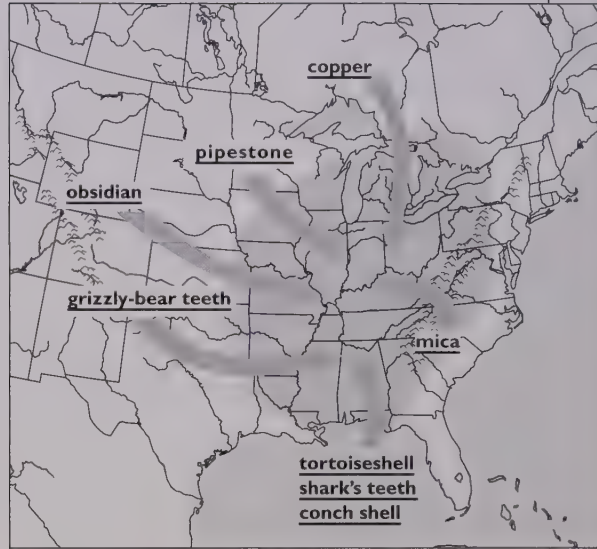 copper
pipestone
obsidian
grizzly-bear teeth
mica
tortoiseshell
shark's teeth
conch shell